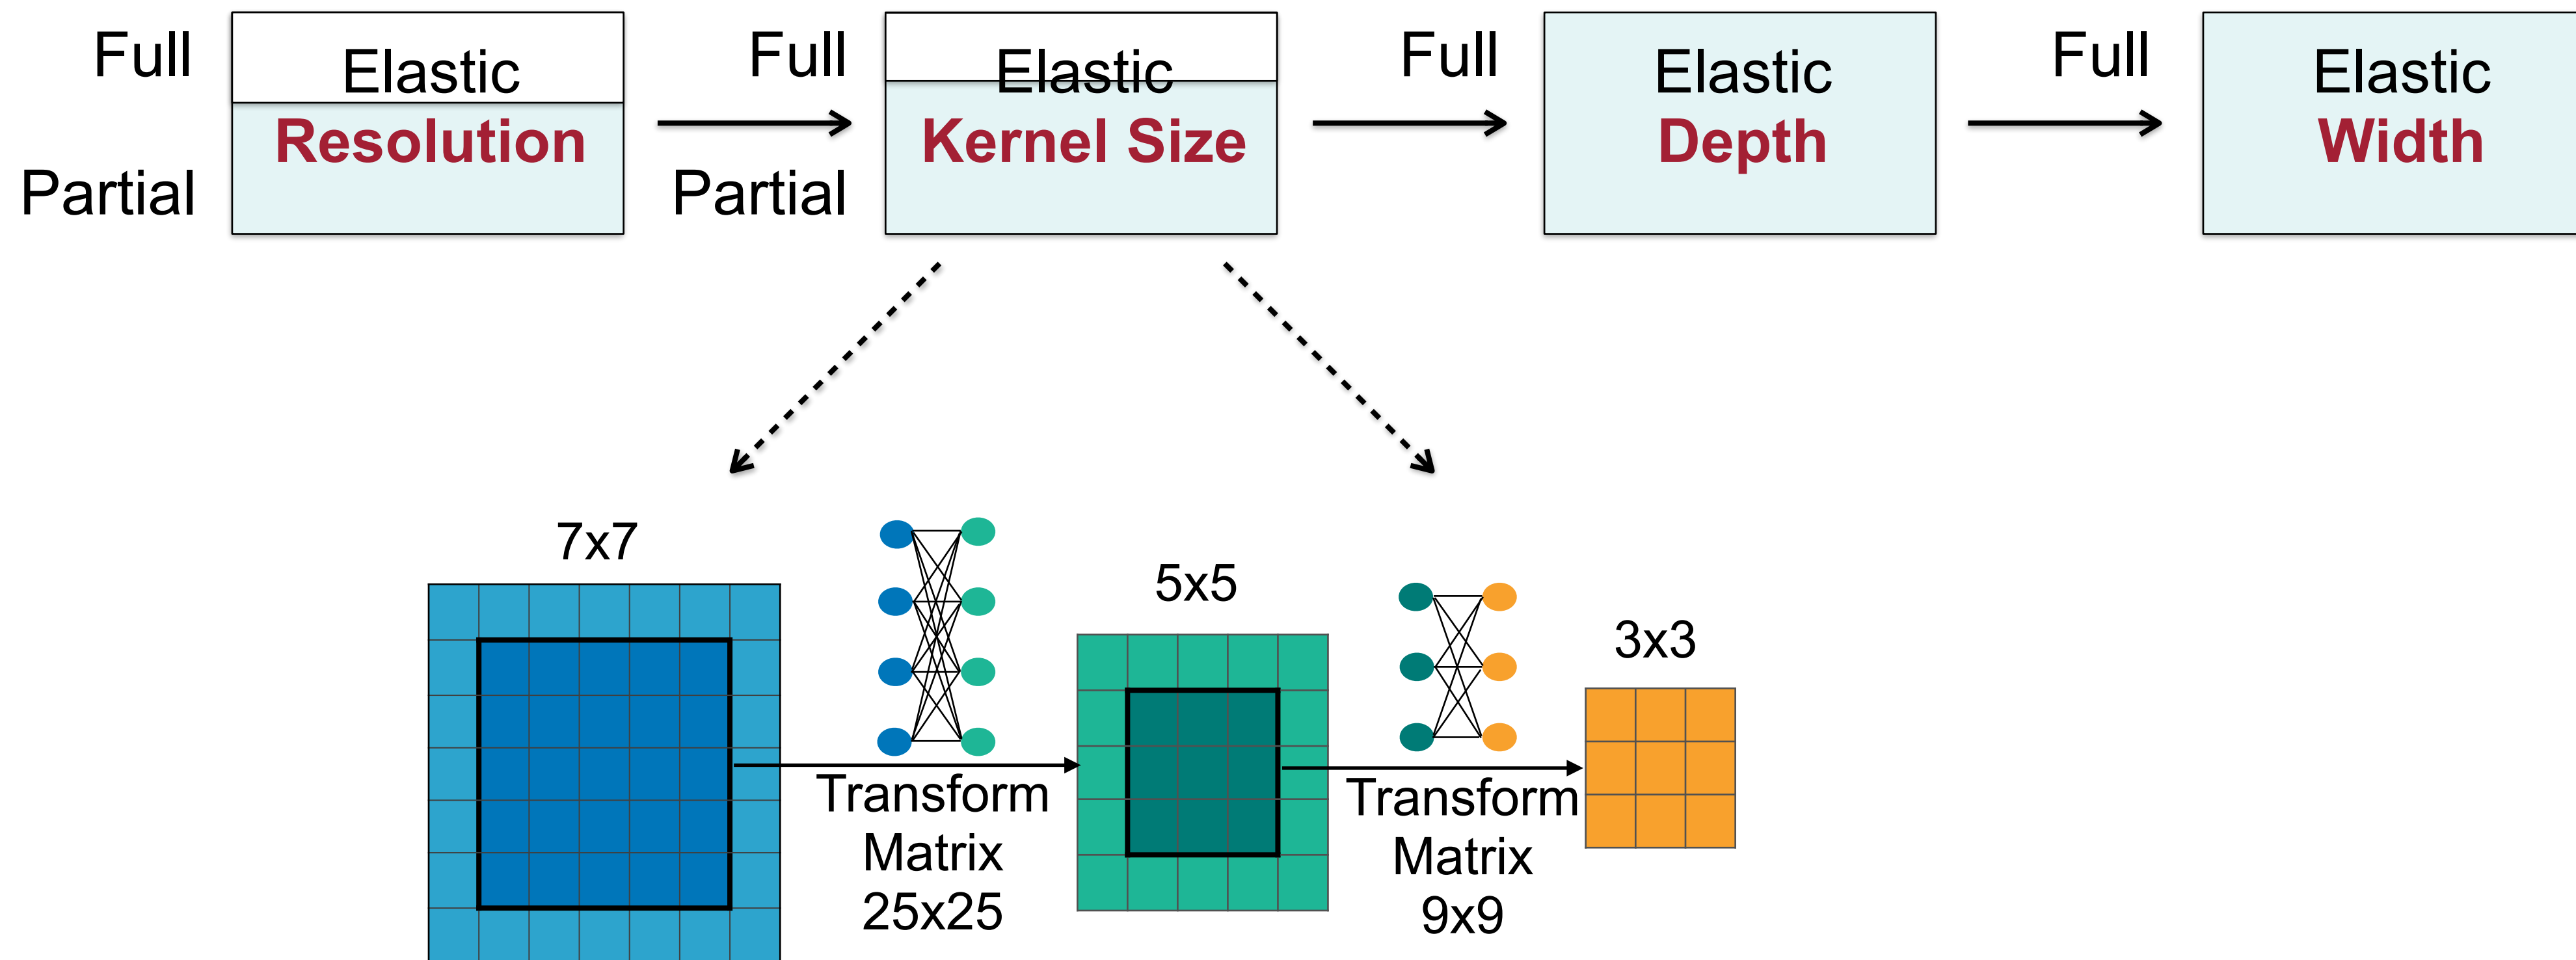 Full
Partial
Elastic
Resolution
Full
Partial
Elastic
Kernel Size
Full
Elastic
Depth
Full
Elastic
Width
7x7
Transform
Matrix
25x25
5x5
Transform
Matrix
9x9
3x3